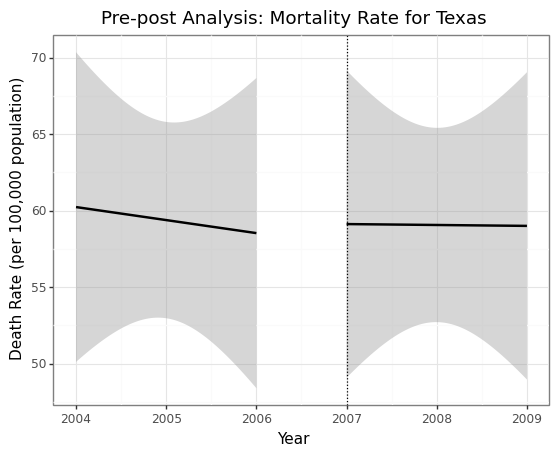 Pre-post Analysis: Mortality Rate for Texas
Death Rate (per 100,000 population)
70
65
60
55
50
2004 2005 2006 2007 2008 2009
Year